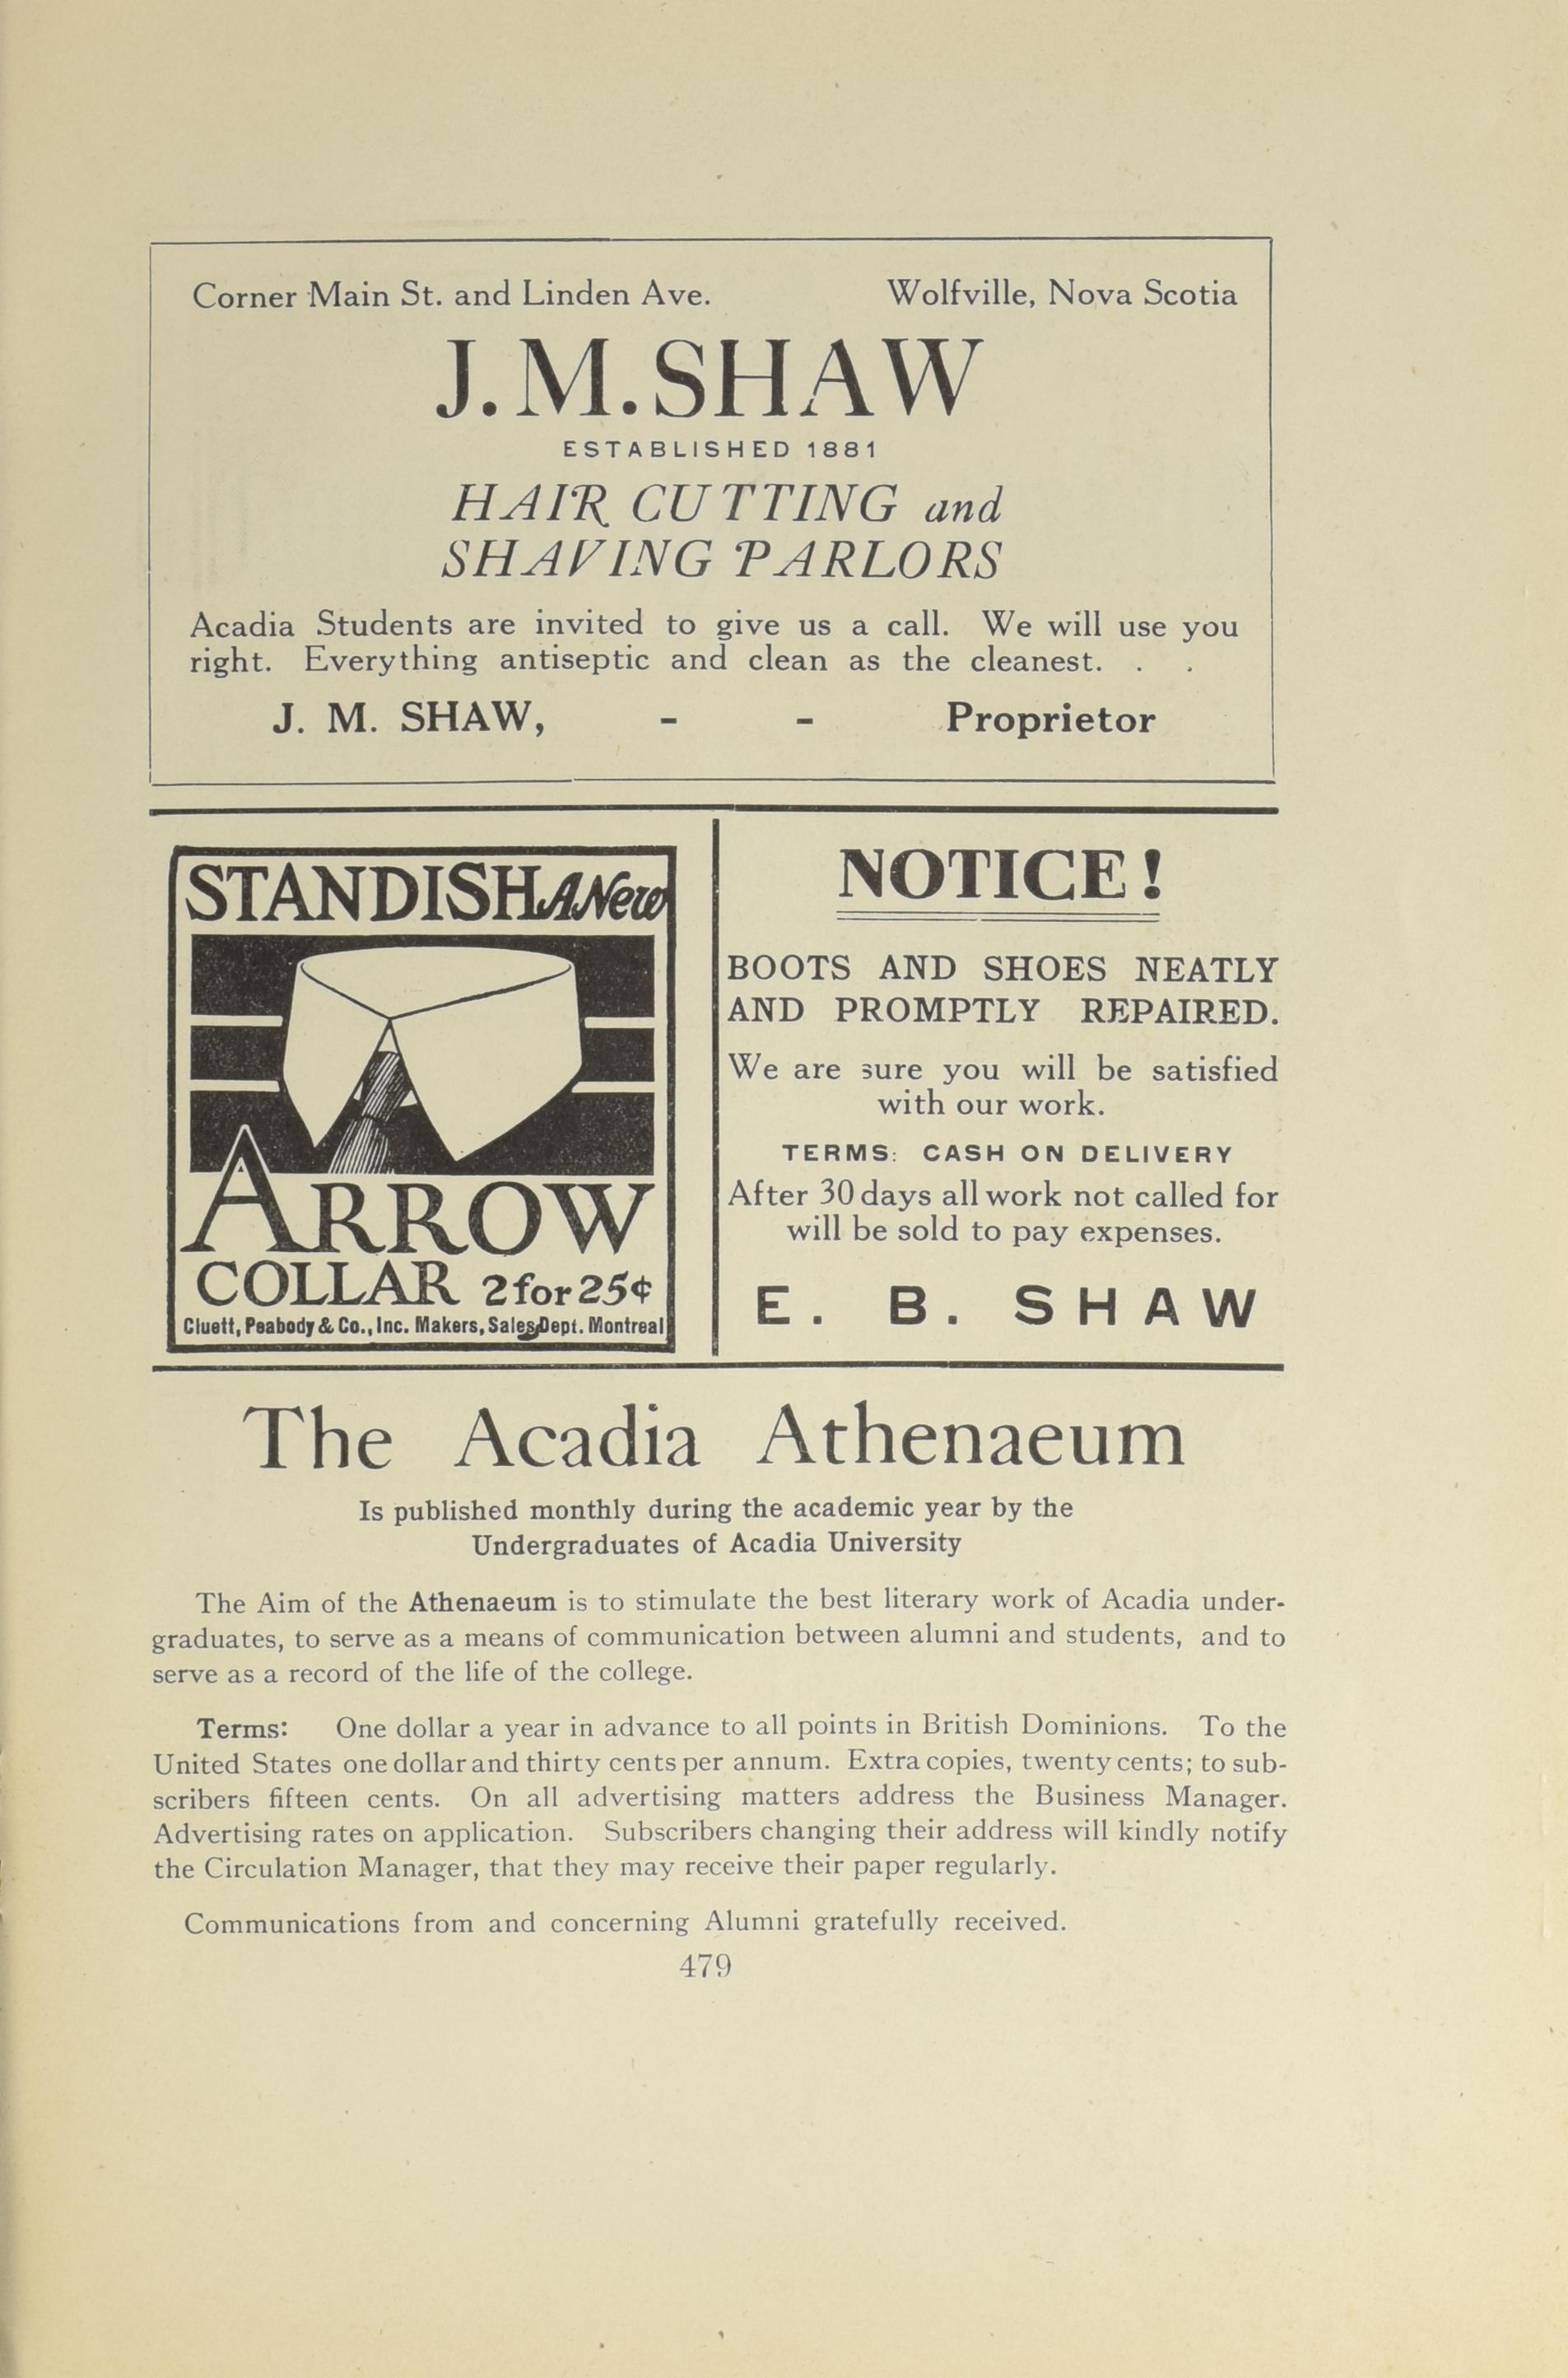 Corner Main St. and Linden Ave. Wolfville, Nova Scotia
J. M. SHAW
ESTABLISHED 1881
HAIR CUTTING and
SHAVING PARLORS
Acadia Students are invited to give us a call. We will use you
right. Everything antiseptic and clean as the cleanest. . .
J. M. SHAW, - - Proprietor
STANDISH A New
ARROW
COLLAR 2 for 25¢
Cluett, Peabody & Co., Inc. Makers, Sales Dept. Montreal
NOTICE!
BOOTS AND SHOES NEATLY
AND PROMPTLY REPAIRED.
We are sure you will be satisfied
with our work.
TERMS: CASH ON DELIVERY
After 30 days all work not called for
will be sold to pay expenses.
E. B. SHAW
The Acadia Athenaeum
Is published monthly during the academic year by the
Undergraduates of Acadia University
The Aim of the Athenaeum is to stimulate the best literary work of Acadia under-
graduates, to serve as a means of communication between alumni and students, and to
serve as a record of the life of the college.
Terms: One dollar a year in advance to all points in British Dominions. To the
United States one dollar and thirty cents per annum. Extra copies, twenty cents; to sub-
scribers fifteen cents. On all advertising matters address the Business Manager.
Advertising rates on application. Subscribers changing their address will kindly notify
the Circulation Manager, that they may receive their paper regularly.
Communications from and concerning Alumni gratefully received.
479